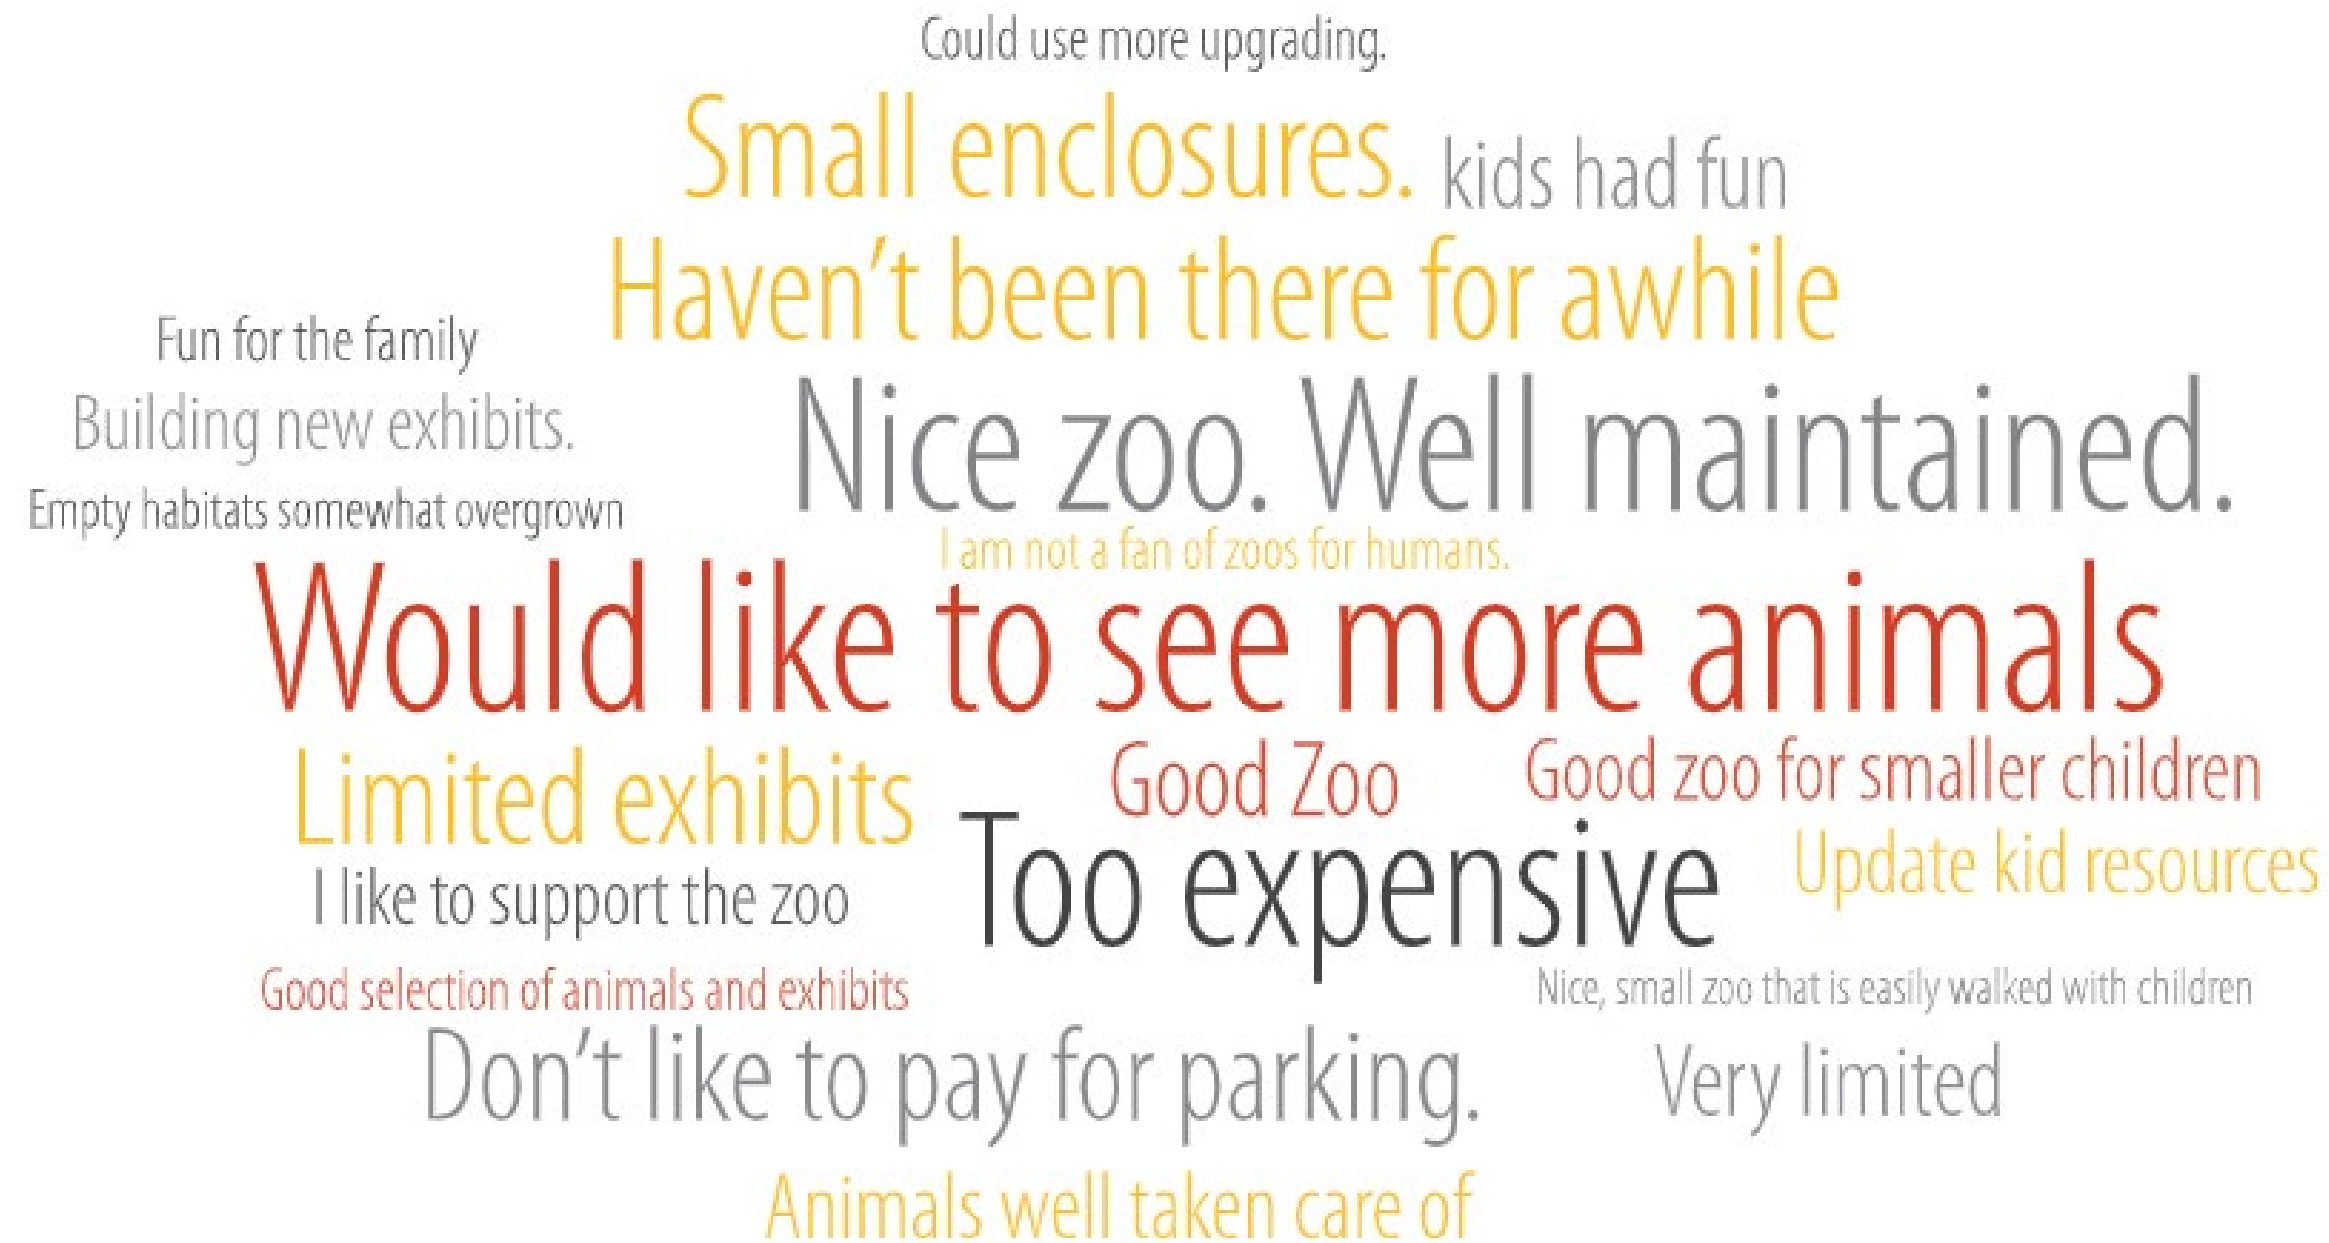 Could use more upgrading.
Small enclosures.
kids had fun
Haven't been there for awhile
Fun for the family
Building new exhibits.
Nice zoo. Well maintained.
Empty habitats somewhat overgrown
I am not a fan of zoos for humans.
Would like to see more animals
Limited exhibits
Good Zoo
Good zoo for smaller children
Too expensive
Update kid resources
I like to support the zoo
Good selection of animals and exhibits
Nice, small zoo that is easily walked with children
Don't like to pay for parking.
Very limited
Animals well taken care of